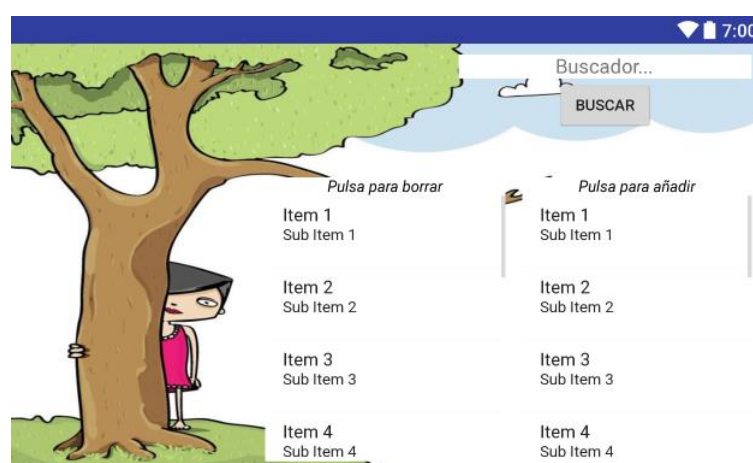 7:00
Buscador...
BUSCAR
Pulsa para borrar
Item 1
Sub Item 1
Item 2
Sub Item 2
Item 3
Sub Item 3
Item 4
Sub Item 4
Pulsa para añadir
Item 1
Sub Item 1
Item 2
Sub Item 2
Item 3
Sub Item 3
Item 4
Sub Item 4